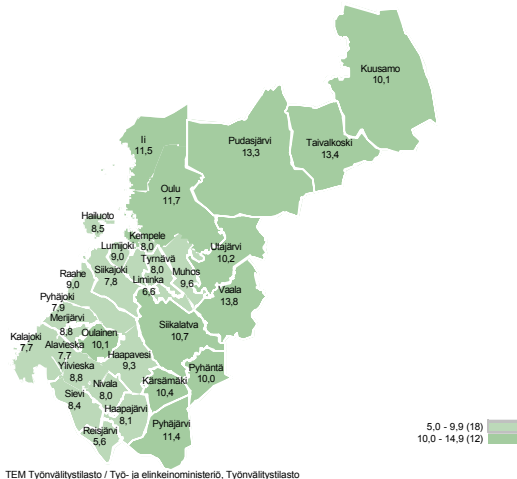 Kuusamo
10,1
Ii
11,5
Pudasjärvi
13,3
Taivalkoski
13,4
Oulu
11,7
Hailuoto
8,5
Kempele
8,0
Lumijoki
9,0
Tyrnävä
8,0
Utajärvi
10,2
Raahe
9,0
Siikajoki
7,8
Liminka
6,6
Muhos
9,6
Vaala
13,8
Pyhäjoki
7,9
Merijärvi
8,8
Oulainen
10,1
Siikalatva
10,7
Kalajoki
7,7
Alavieska
7,7
Haapavesi
9,3
Pyhäntä
10,0
Ylivieska
8,8
Nivala
8,0
Kärsämäki
10,4
Sievi
8,4
Haapajärvi
8,1
Pyhäjärvi
11,4
Reisjärvi
5,6
5,0 - 9,9 (18)
10,0 - 14,9 (12)
TEM Työnvälitystilasto / Työ- ja elinkeinoministeriö, Työnvälitystilasto